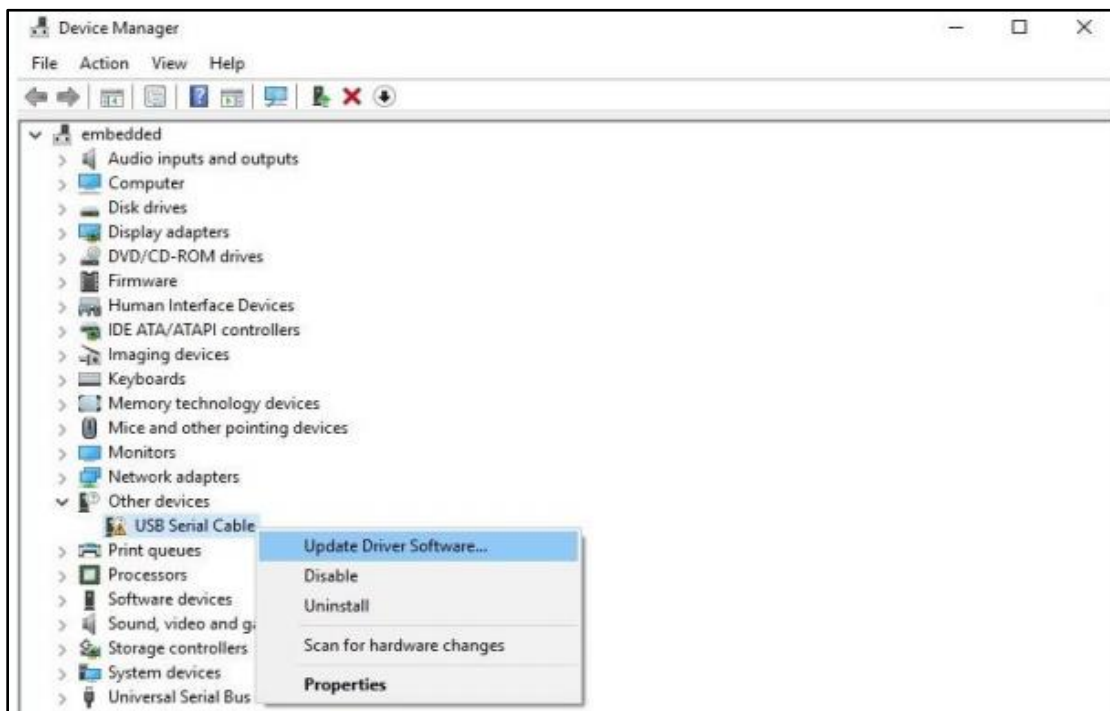 Device Manager
File Action View Help
embedded
Audio inputs and outputs
Computer
Disk drives
Display adapters
DVD/CD-ROM drives
Firmware
Human Interface Devices
IDE ATA/ATAPI controllers
Imaging devices
Keyboards
Memory technology devices
Mice and other pointing devices
Monitors
Network adapters
Other devices
USB Serial Cable
Print queues
Processors
Software devices
Sound, video and g
Storage controllers
System devices
Universal Serial Bus
Update Driver Software...
Disable
Uninstall
Scan for hardware changes
Properties